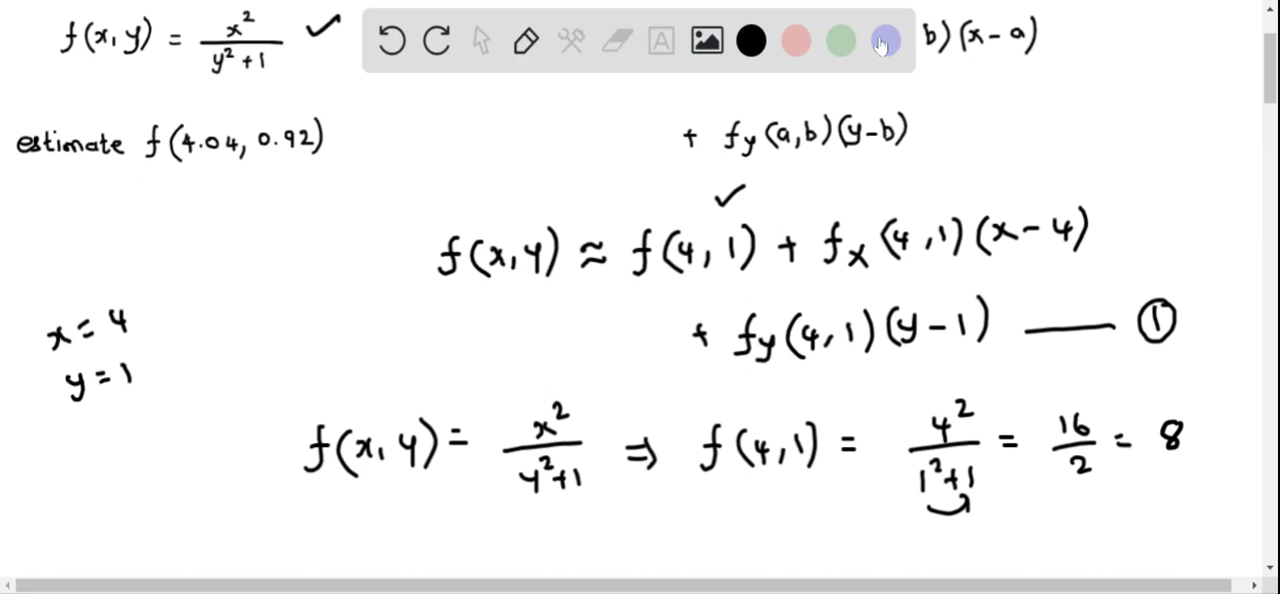 f(x,y) = x²/(y²+1) ✓ b)(x-a)
estimate f(4.04, 0.92)
+ fy(a,b)(y-b)
✓
f(x,y) ≈ f(4,1) + fx(4,1)(x-4)
+ fy(4,1)(y-1) —— ①
x=4
y=1
f(x,y) = x²/(y²+1) ⇒ f(4,1) = 4²/(1²+1) = 16/2 = 8